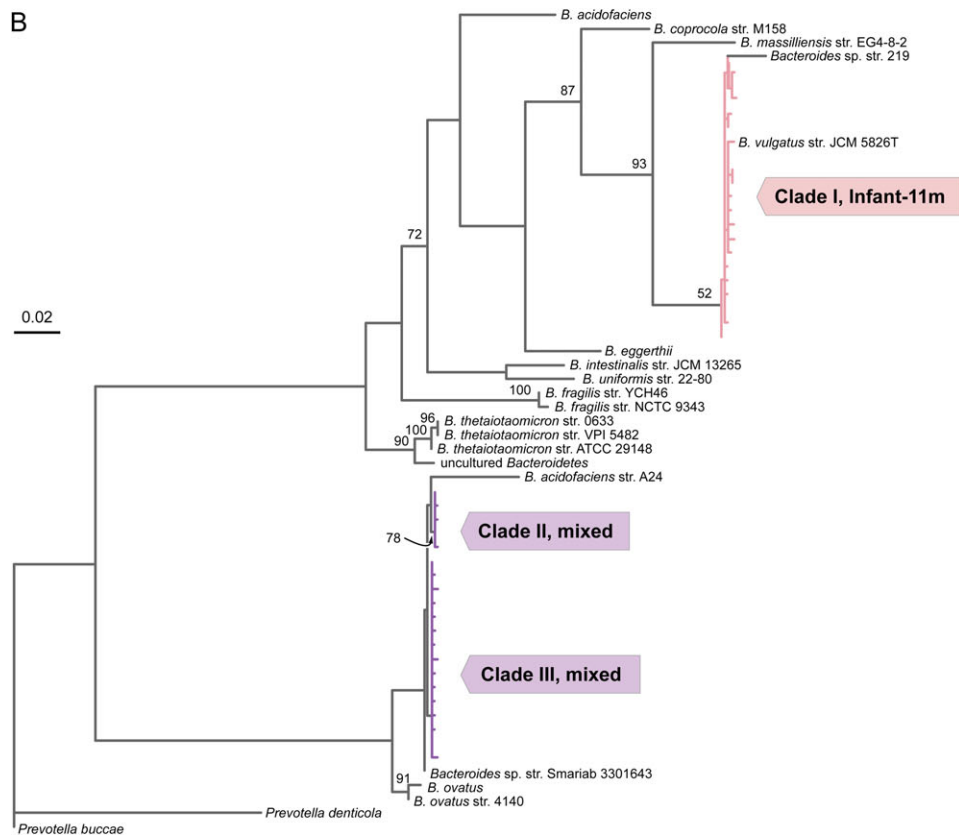 B
B. acidofaciens
B. coprocola str. M158
B. massilliensis str. EG4-8-2
Bacteroides sp. str. 219
87
B. vulgatus str. JCM 5826T
93
Clade I, Infant-11m
72
52
0.02
B. eggerthii
B. intestinalis str. JCM 13265
B. uniformis str. 22-80
100
B. fragilis str. YCH46
B. fragilis str. NCTC 9343
96
B. thetaiotaomicron str. 0633
100
B. thetaiotaomicron str. VPI 5482
90
B. thetaiotaomicron str. ATCC 29148
uncultured Bacteroidetes
B. acidofaciens str. A24
Clade II, mixed
78
Clade III, mixed
Bacteroides sp. str. Smariab 3301643
91
B. ovatus
B. ovatus str. 4140
Prevotella denticola
Prevotella buccae